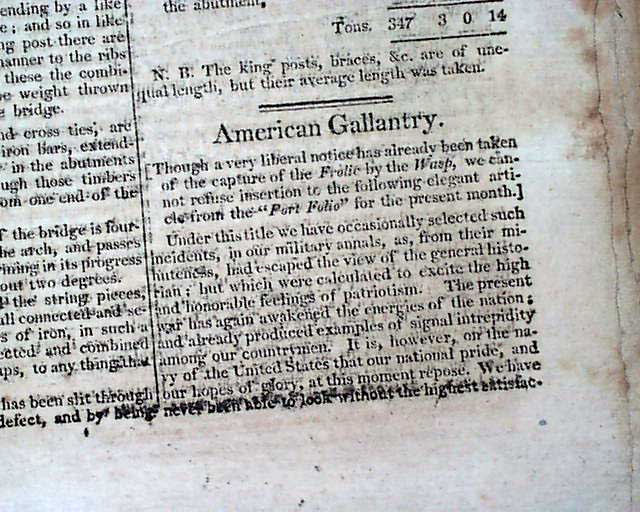 ending by a like
e; and so in like
ng post there are
manner to the ribs
these the combi-
e weight thrown
e bridge.
nd cross ties, are
iron bars, extend-
in the abutments
ugh those timbers
om one end of the
f the bridge is four-
he arch, and passes
ining in its progress
out two degrees.
the string pieces,
all connected and se-
s of iron, in such a
ected and combined
aps, to any thing that
has been slit through
defect, and by being
the abutment,
Tons. 347 3 0 14
N. B. The king posts, braces, &c. are of une-
qual length, but their average length was taken.
American Gallantry.
[Though a very liberal notice has already been taken
of the capture of the Frolic by the Wasp, we can-
not refuse insertion to the following elegant arti-
cle from the "Port Folio" for the present month.]
Under this title we have occasionally selected such
incidents, in our military annals, as, from their mi-
nuteness, had escaped the view of the general histo-
rian; but which were calculated to excite the high
and honorable feelings of patriotism. The present
war has again awakened the energies of the nation;
and already produced examples of signal intrepidity
among our countrymen. It is, however, on the na-
vy of the United States that our national pride, and
our hopes of glory, at this moment repose. We have
never been able to look without the highest satisfac-